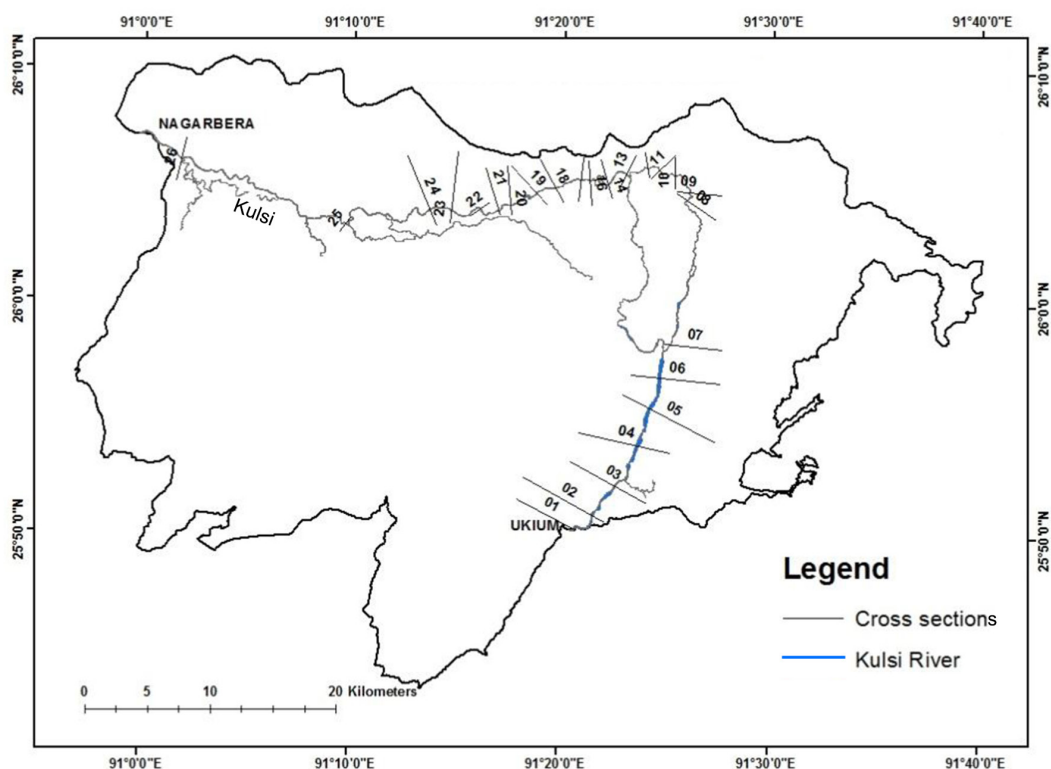 91°0'0"E 91°10'0"E 91°20'0"E 91°30'0"E 91°40'0"E
26°10'0"N 26°10'0"N
NAGARBERA
26
Kulsi
25
24
23
22
21
20
19
18
16
14
13
11
10
09
08
26°0'0"N 26°0'0"N
07
06
05
04
03
02
01
UKIUM
25°50'0"N 25°50'0"N
Legend
Cross sections
Kulsi River
0 5 10 20 Kilometers
91°0'0"E 91°10'0"E 91°20'0"E 91°30'0"E 91°40'0"E